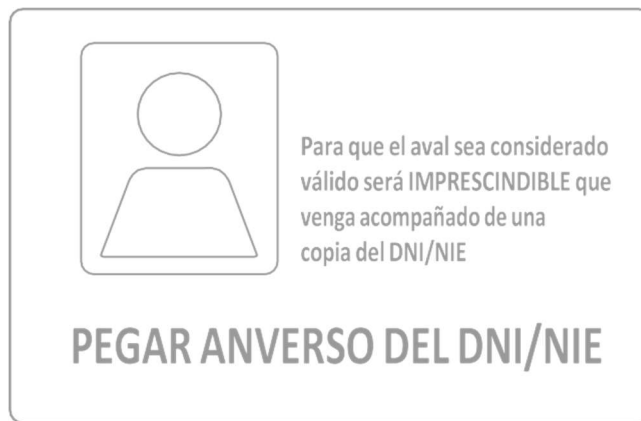 Para que el aval sea considerado
válido será IMPRESCINDIBLE que
venga acompañado de una
copia del DNI/NIE
PEGAR ANVERSO DEL DNI/NIE